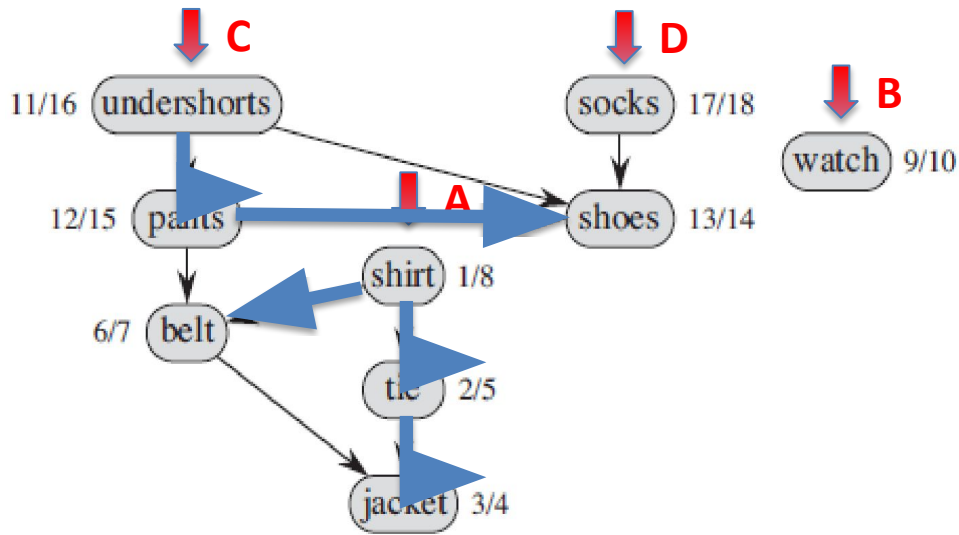 C
D
B
11/16 undershorts
socks 17/18
watch 9/10
A
12/15 pants
shoes 13/14
shirt 1/8
6/7 belt
tie 2/5
jacket 3/4